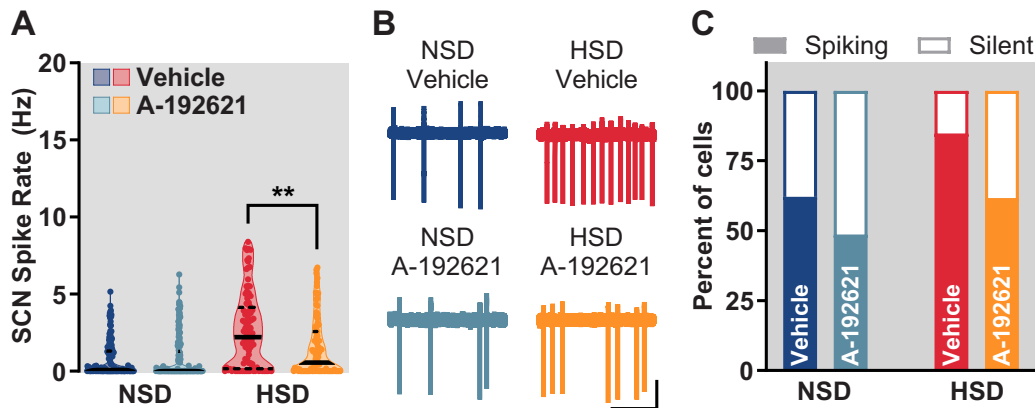 A
SCN Spike Rate (Hz)
20
15
10
5
0
Vehicle
A-192621
**
NSD
HSD
B
NSD
Vehicle
HSD
Vehicle
NSD
A-192621
HSD
A-192621
C
Spiking
Silent
Percent of cells
100
75
50
25
0
Vehicle
A-192621
Vehicle
A-192621
NSD
HSD